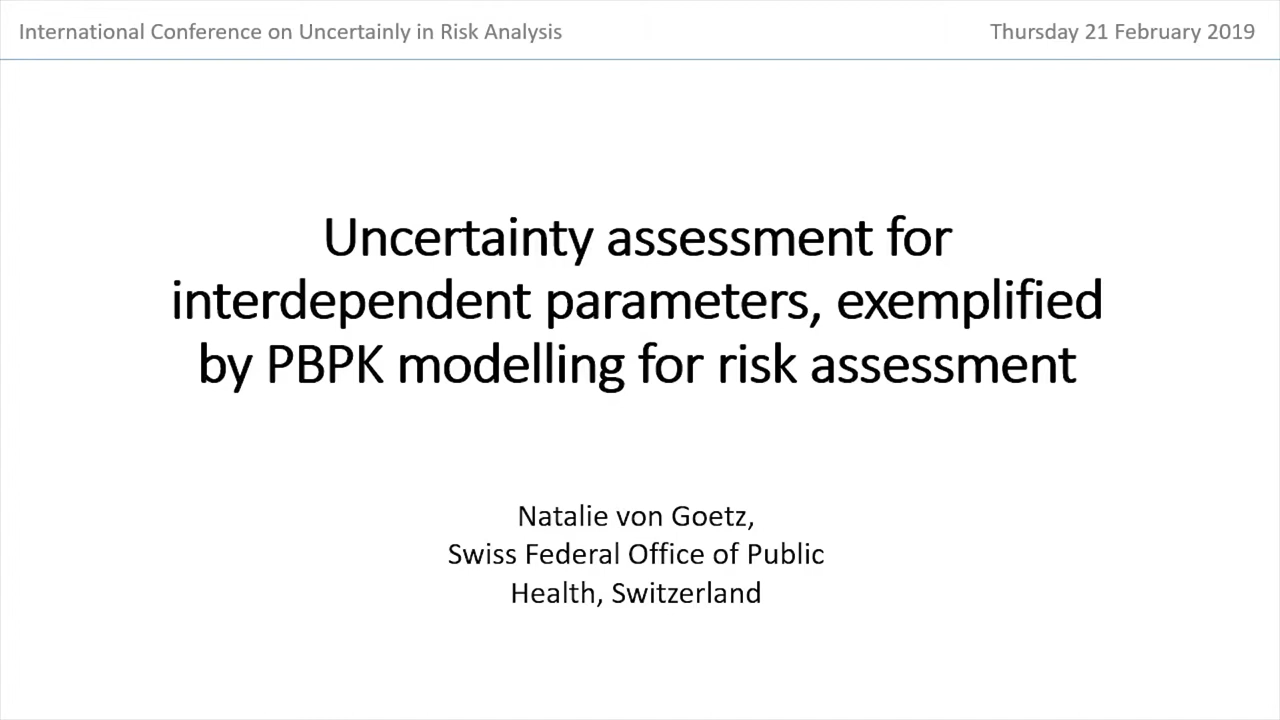 International Conference on Uncertainly in Risk Analysis
Thursday 21 February 2019
Uncertainty assessment for
interdependent parameters, exemplified
by PBPK modelling for risk assessment
Natalie von Goetz,
Swiss Federal Office of Public
Health, Switzerland